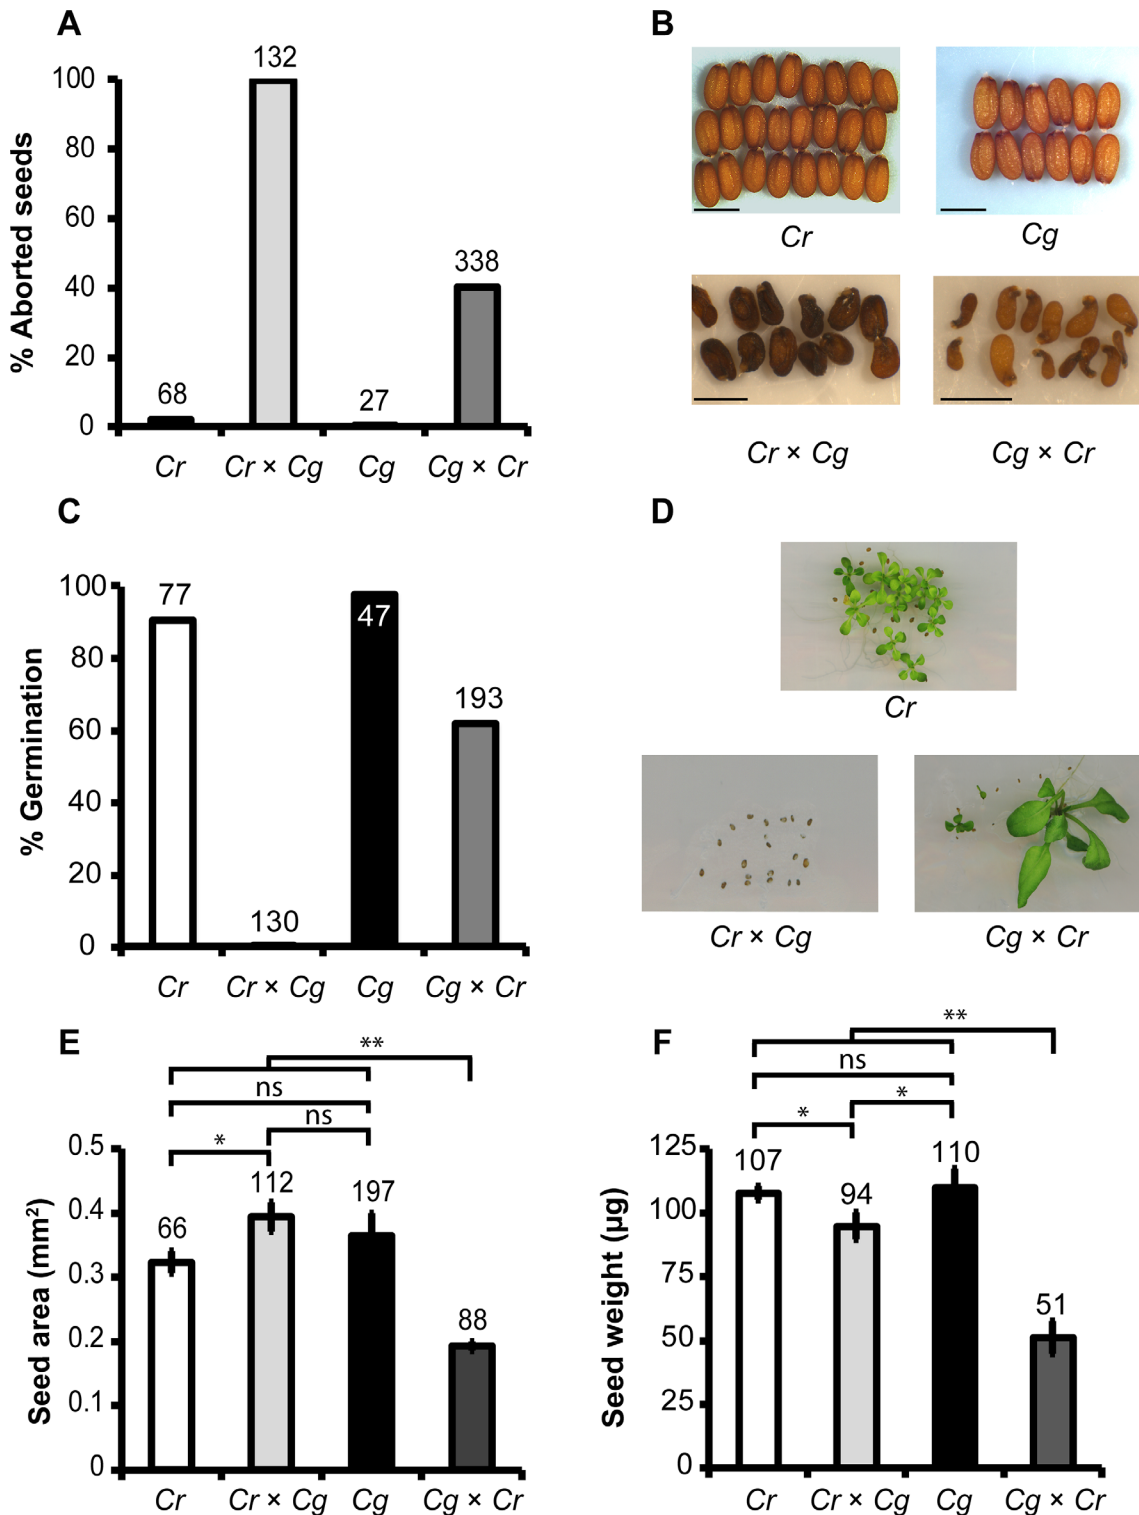 A
% Aborted seeds
100
80
60
40
20
0
68
132
27
338
Cr
Cr × Cg
Cg
Cg × Cr
B
Cr
Cg
Cr × Cg
Cg × Cr
C
% Germination
100
80
60
40
20
0
77
130
47
193
Cr
Cr × Cg
Cg
Cg × Cr
D
Cr
Cr × Cg
Cg × Cr
E
**
ns
ns
*
Seed area (mm²)
0.5
0.4
0.3
0.2
0.1
0
66
112
197
88
Cr
Cr × Cg
Cg
Cg × Cr
F
**
ns
*
*
Seed weight (µg)
125
100
75
50
25
0
107
94
110
51
Cr
Cr × Cg
Cg
Cg × Cr